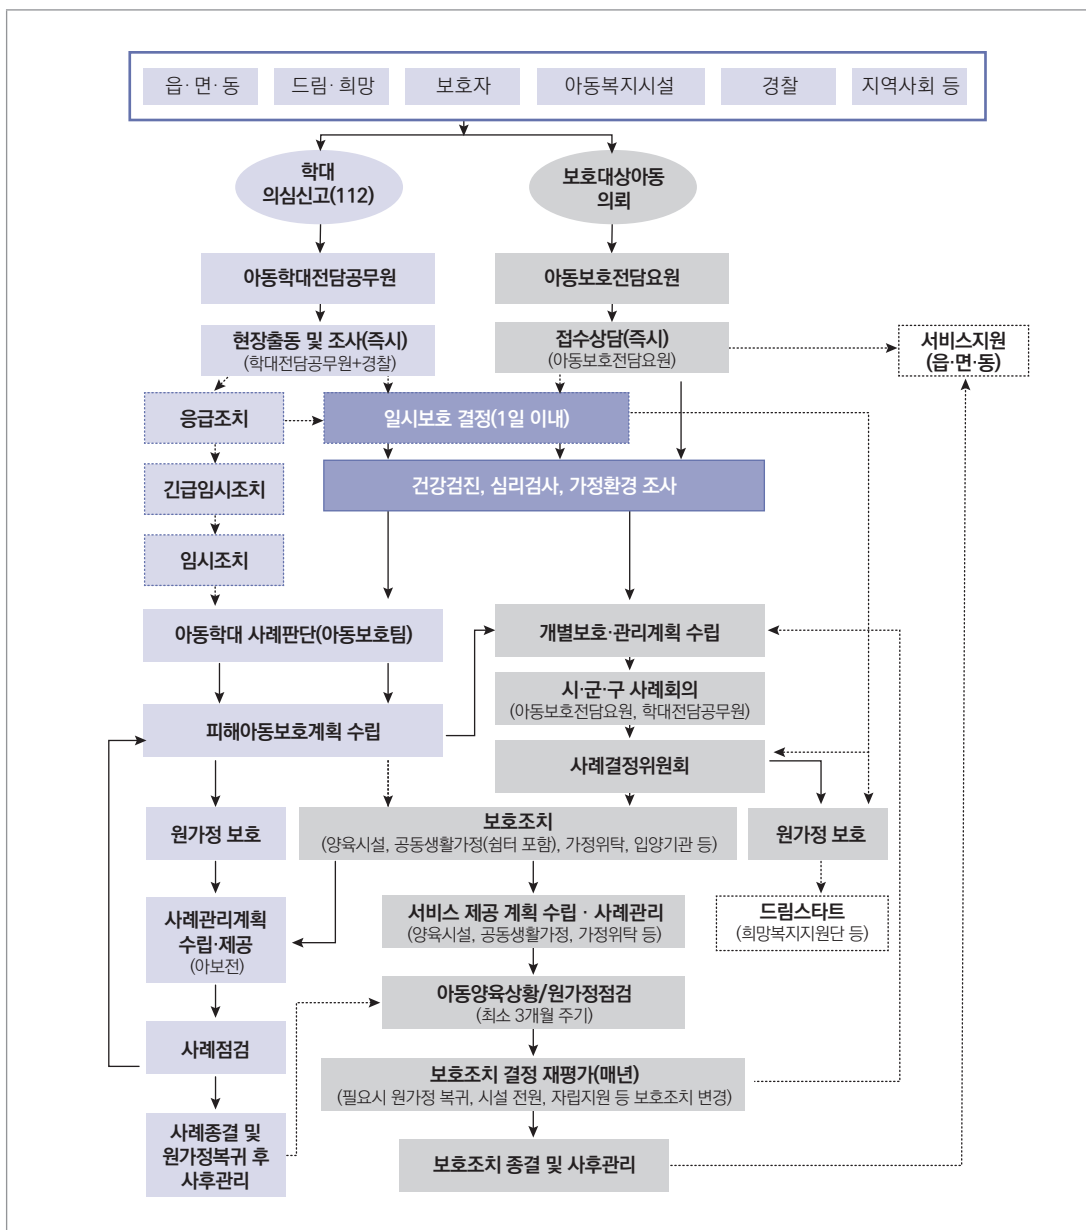 읍·면·동
드림·희망
보호자
아동복지시설
경찰
지역사회 등
학대
의심신고(112)
보호대상아동
의뢰
아동학대전담공무원
아동보호전담요원
현장출동 및 조사(즉시)
(학대전담공무원+경찰)
접수상담(즉시)
(아동보호전담요원)
서비스지원
(읍·면·동)
응급조치
일시보호 결정(1일 이내)
긴급임시조치
건강검진, 심리검사, 가정환경 조사
임시조치
아동학대 사례판단(아동보호팀)
개별보호·관리계획 수립
시·군·구 사례회의
(아동보호전담요원, 학대전담공무원)
피해아동보호계획 수립
사례결정위원회
원가정 보호
보호조치
(양육시설, 공동생활가정(쉼터 포함), 가정위탁, 입양기관 등)
원가정 보호
사례관리계획
수립·제공
(아보전)
서비스 제공 계획 수립 · 사례관리
(양육시설, 공동생활가정, 가정위탁 등)
드림스타트
(희망복지지원단 등)
아동양육상황/원가정점검
(최소 3개월 주기)
사례점검
보호조치 결정 재평가(매년)
(필요시 원가정 복귀, 시설 전원, 자립지원 등 보호조치 변경)
사례종결 및
원가정복귀 후
사후관리
보호조치 종결 및 사후관리